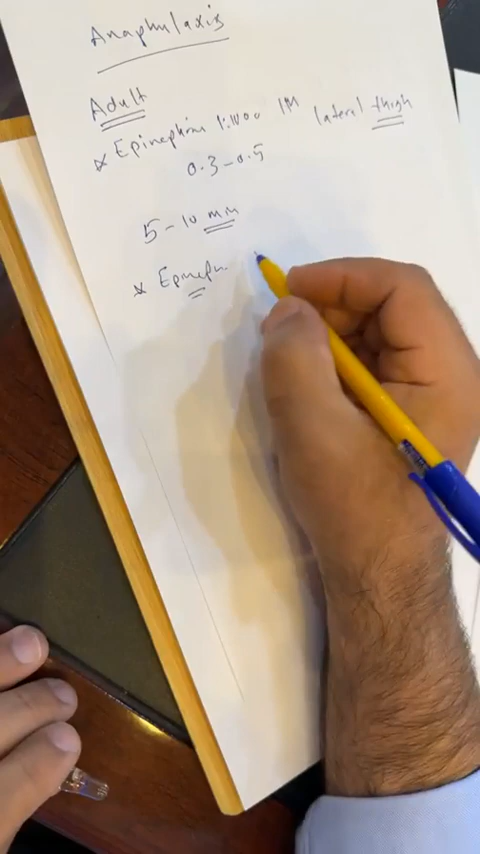 Anaphylaxis
Adult
* Epinephrine 1:1000 IM lateral thigh
0.3-0.5
5-10 min
* Epineph